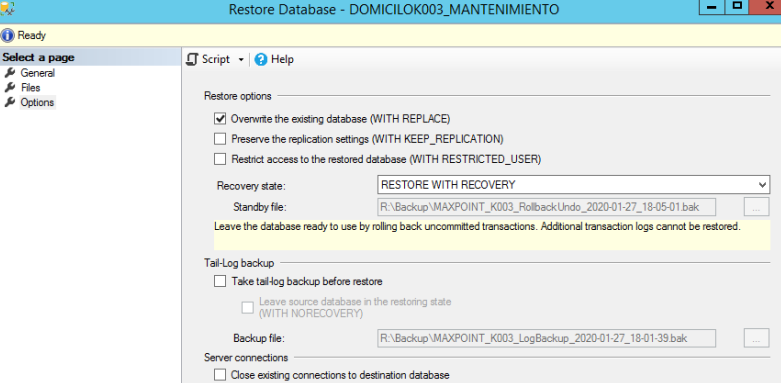 Restore Database - DOMICILOK003_MANTENIMIENTO
Ready
Select a page
General
Files
Options
Script
Help
Restore options
Overwrite the existing database (WITH REPLACE)
Preserve the replication settings (WITH KEEP_REPLICATION)
Restrict access to the restored database (WITH RESTRICTED_USER)
Recovery state: RESTORE WITH RECOVERY
Standby file: R:\Backup\MAXPOINT_K003_RollbackUndo_2020-01-27_18-05-01.bak ...
Leave the database ready to use by rolling back uncommitted transactions. Additional transaction logs cannot be restored.
Tail-Log backup
Take tail-log backup before restore
Leave source database in the restoring state
(WITH NORECOVERY)
Backup file: R:\Backup\MAXPOINT_K003_LogBackup_2020-01-27_18-01-39.bak ...
Server connections
Close existing connections to destination database